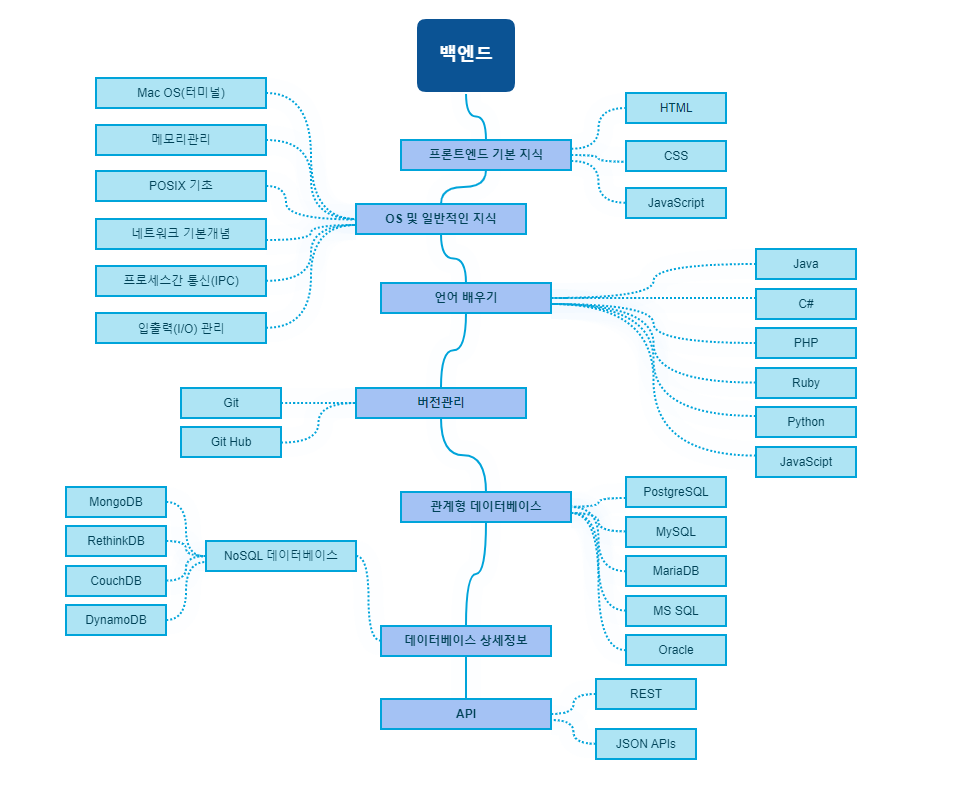 백엔드
프론트엔드 기본 지식
HTML
CSS
JavaScript
OS 및 일반적인 지식
Mac OS(터미널)
메모리관리
POSIX 기초
네트워크 기본개념
프로세스간 통신(IPC)
입출력(I/O) 관리
언어 배우기
Java
C#
PHP
Ruby
Python
JavaScipt
버전관리
Git
Git Hub
관계형 데이터베이스
PostgreSQL
MySQL
MariaDB
MS SQL
Oracle
데이터베이스 상세정보
NoSQL 데이터베이스
MongoDB
RethinkDB
CouchDB
DynamoDB
API
REST
JSON APIs